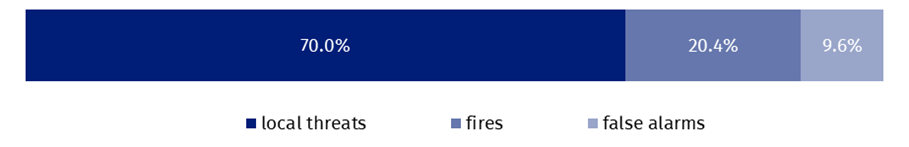 70.0% 20.4% 9.6%
local threats fires false alarms